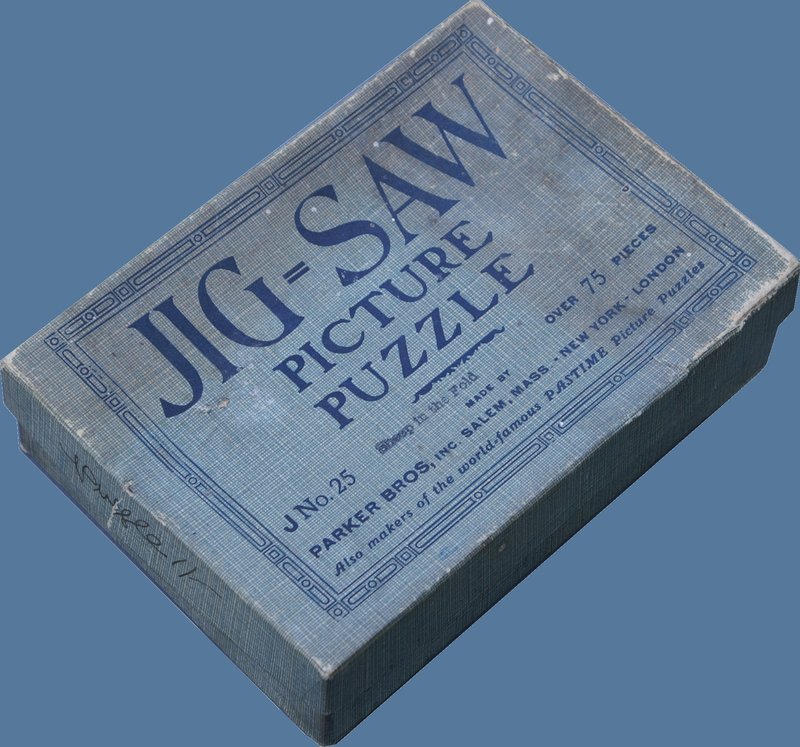 JIG=SAW
PICTURE
PUZZLE
Sheep in the Fold
J No. 25
MADE BY
OVER 75 PIECES
PARKER BROS, INC. SALEM, MASS. - NEW YORK - LONDON
Also makers of the world-famous PASTIME Picture Puzzles